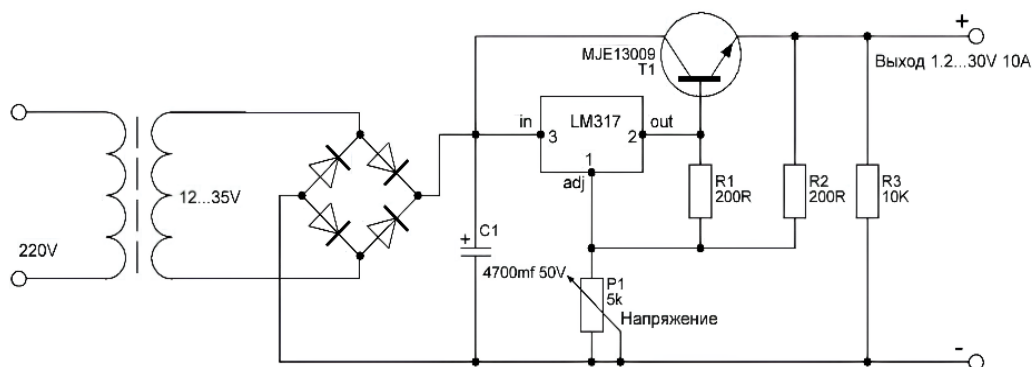 220V
12...35V
C1
+
4700mf 50V
in
3
LM317
2
out
1
adj
MJE13009
T1
R1
200R
R2
200R
R3
10K
P1
5k
Напряжение
+
Выход 1.2...30V 10A
-